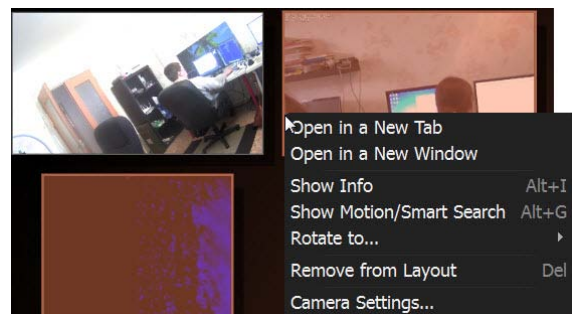 Open in a New Tab
Open in a New Window
Show Info Alt+I
Show Motion/Smart Search Alt+G
Rotate to...
Remove from Layout Del
Camera Settings...